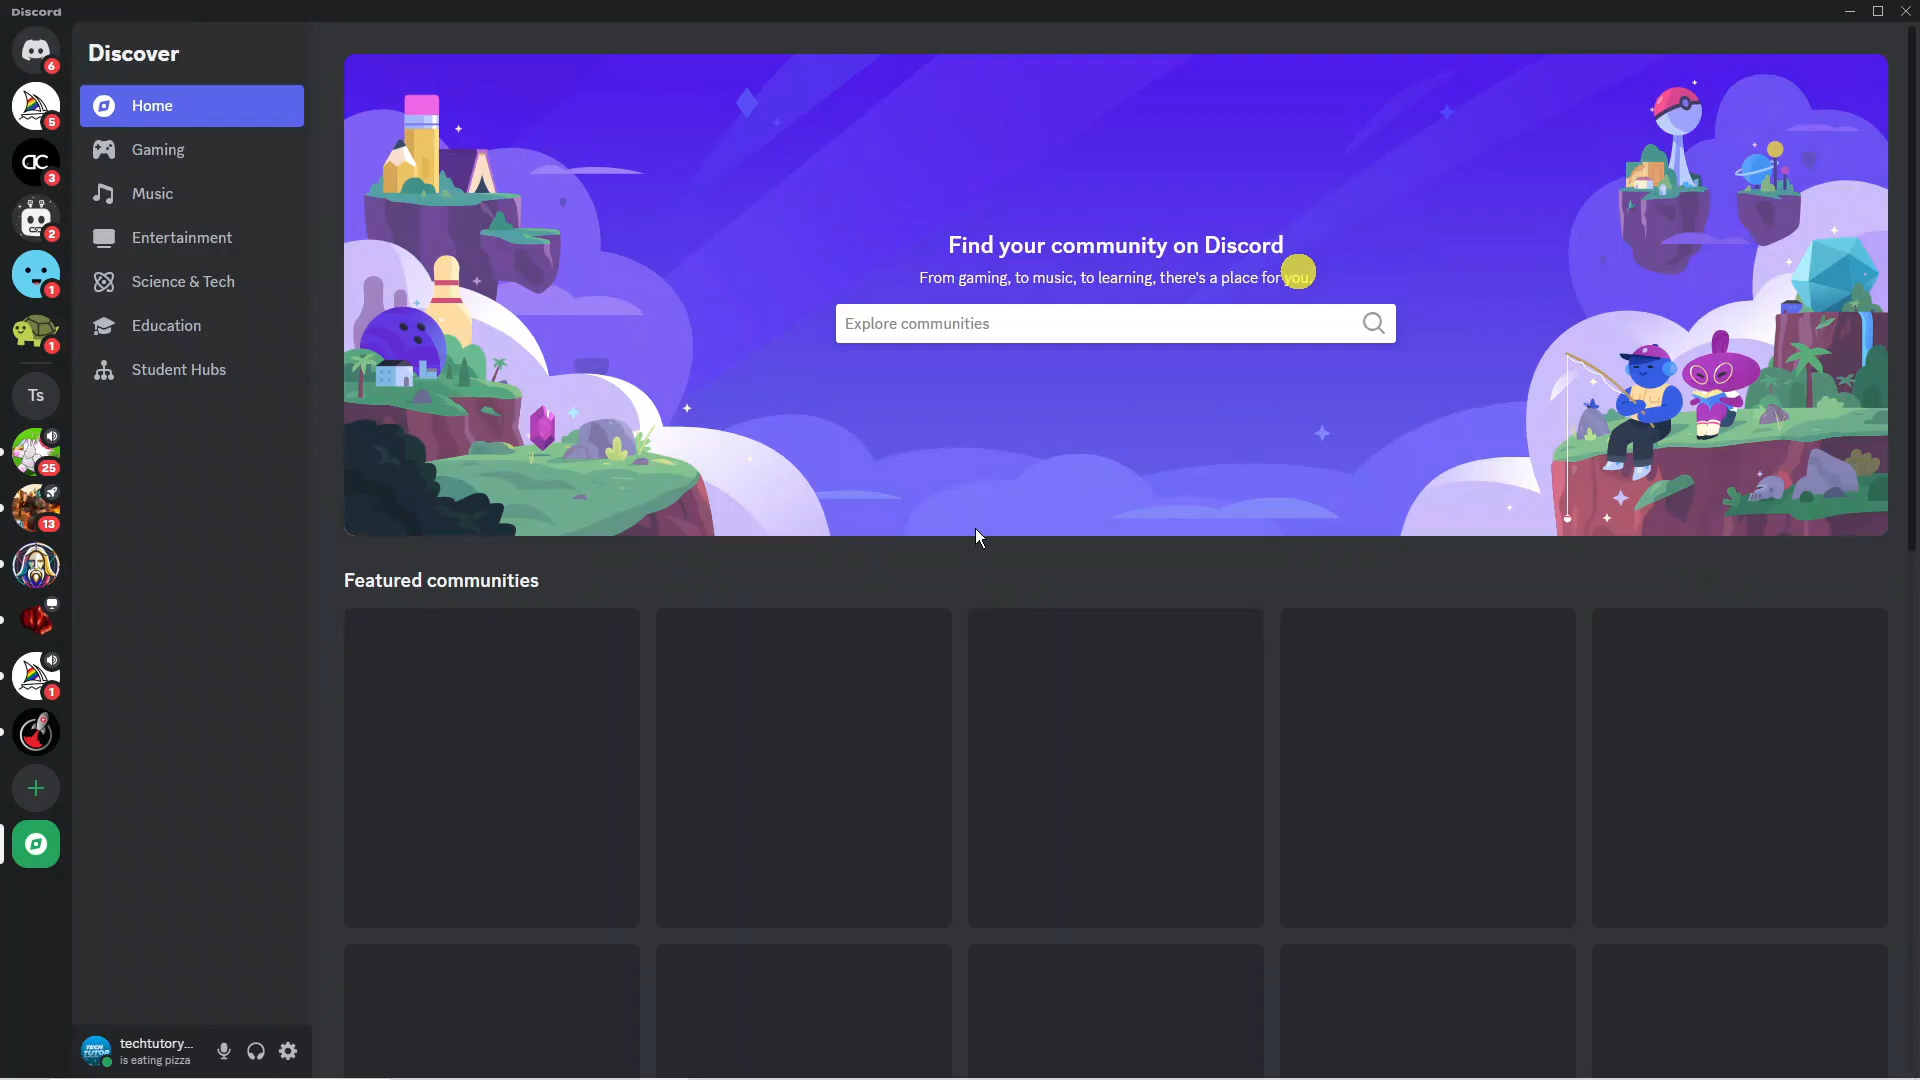 Discord
6
5
3
2
1
1
Ts
25
13
1
Discover
Home
Gaming
Music
Entertainment
Science & Tech
Education
Student Hubs
Find your community on Discord
From gaming, to music, to learning, there's a place for you.
Explore communities
Featured communities
TECH
TUTOR
techtutory...
is eating pizza